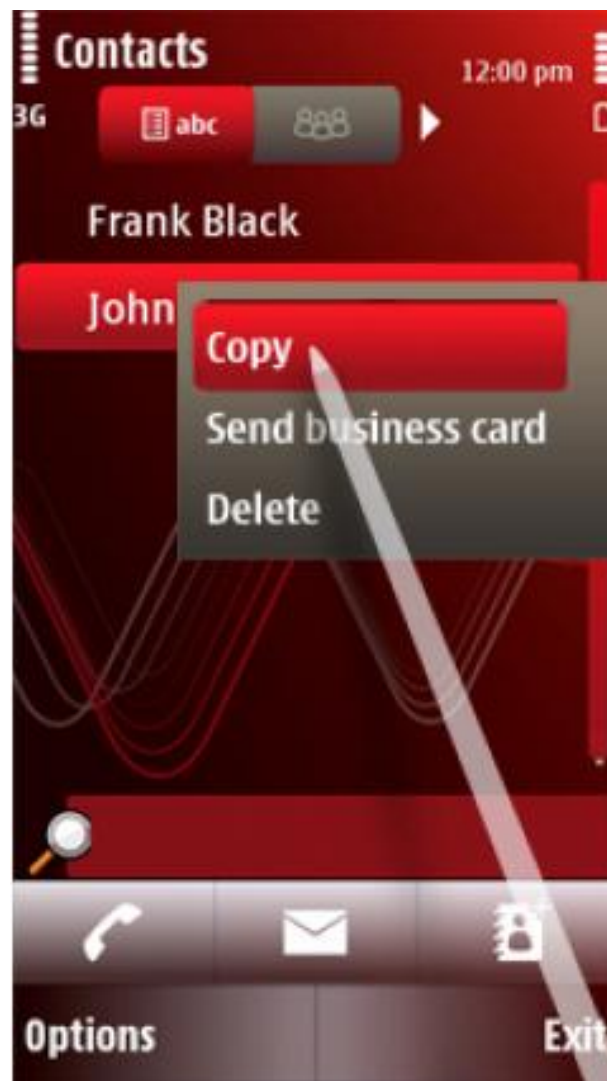 Contacts
12:00 pm
3G
abc
Frank Black
John
Copy
Send business card
Delete
Options
Exit